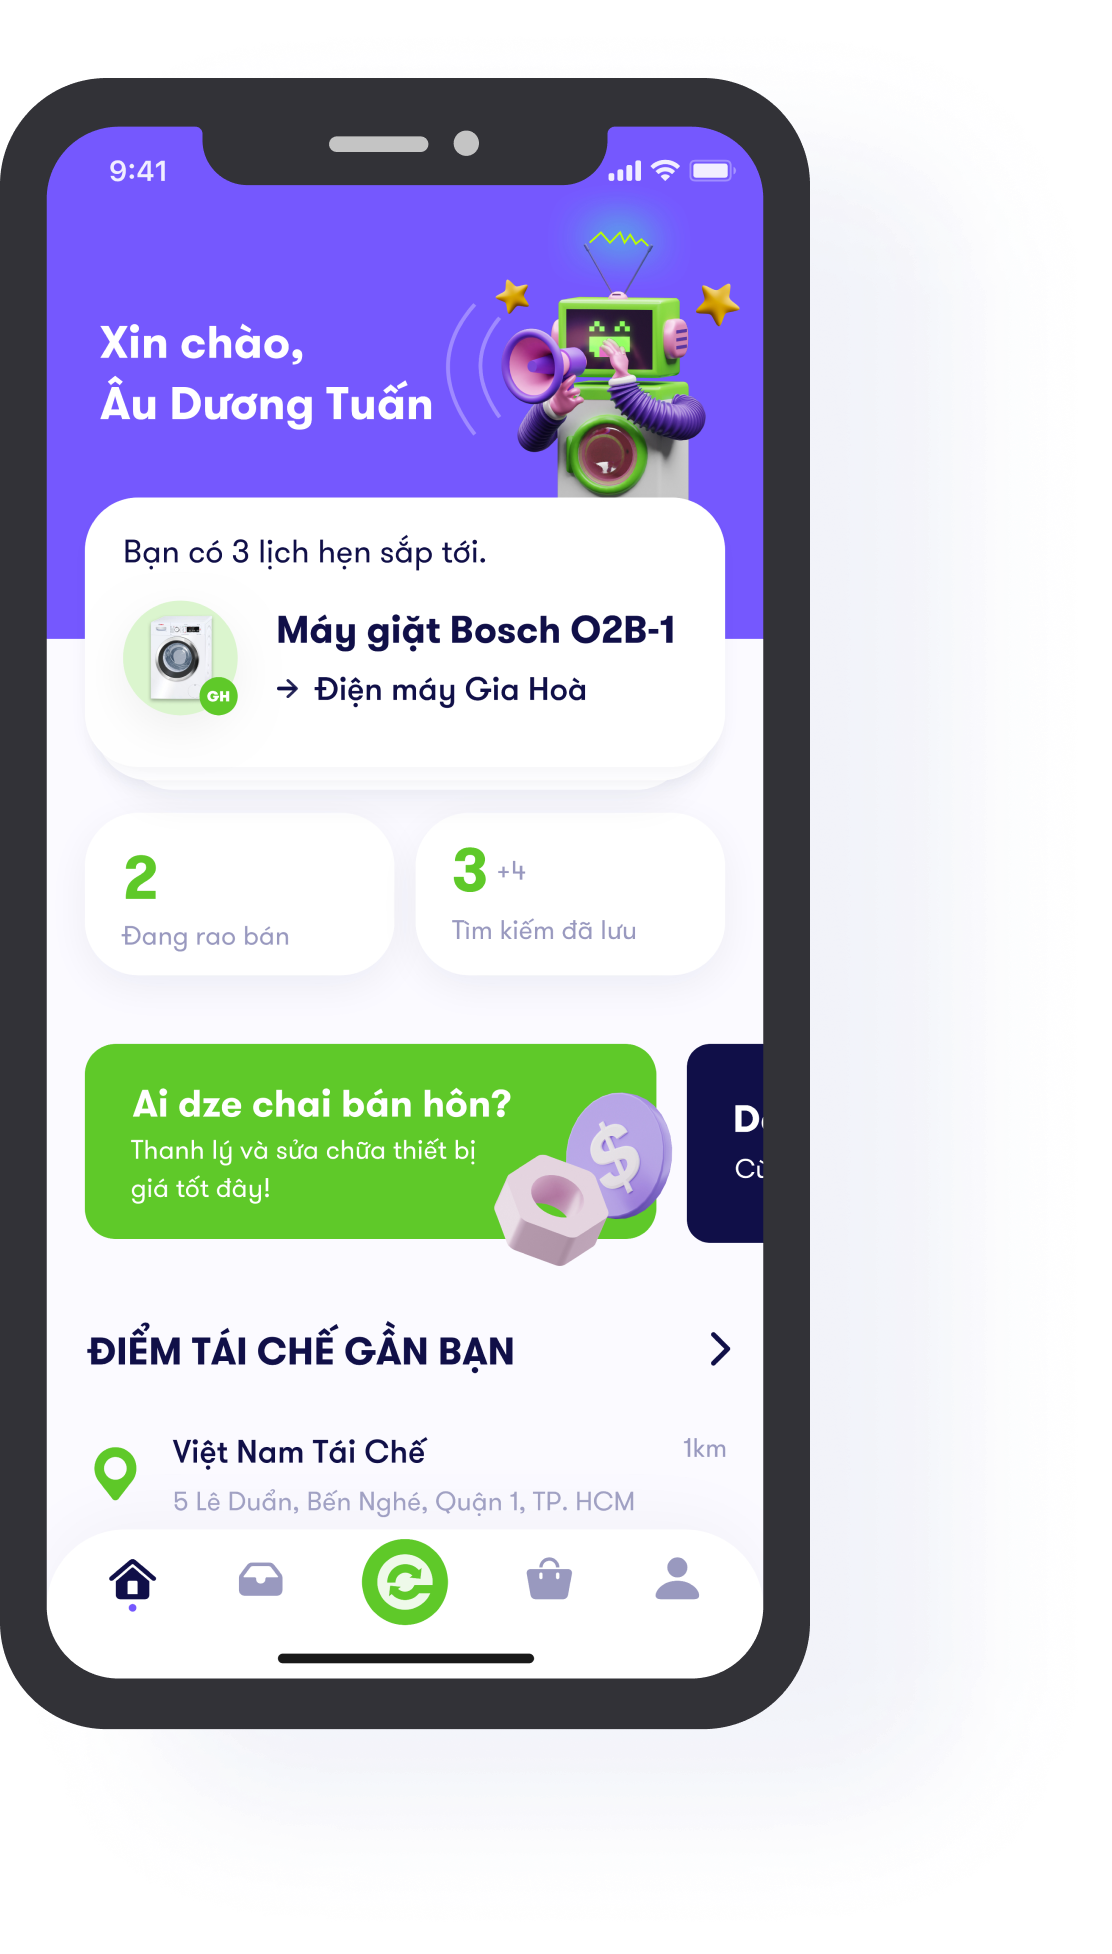 9:41
Xin chào,
Âu Dương Tuấn
Bạn có 3 lịch hẹn sắp tới.
Máy giặt Bosch O2B-1
GH
→ Điện máy Gia Hoà
2
Đang rao bán
3 +4
Tìm kiếm đã lưu
Ai dze chai bán hôn?
Thanh lý và sửa chữa thiết bị
giá tốt đây!
ĐIỂM TÁI CHẾ GẦN BẠN
Việt Nam Tái Chế
1km
5 Lê Duẩn, Bến Nghé, Quận 1, TP. HCM